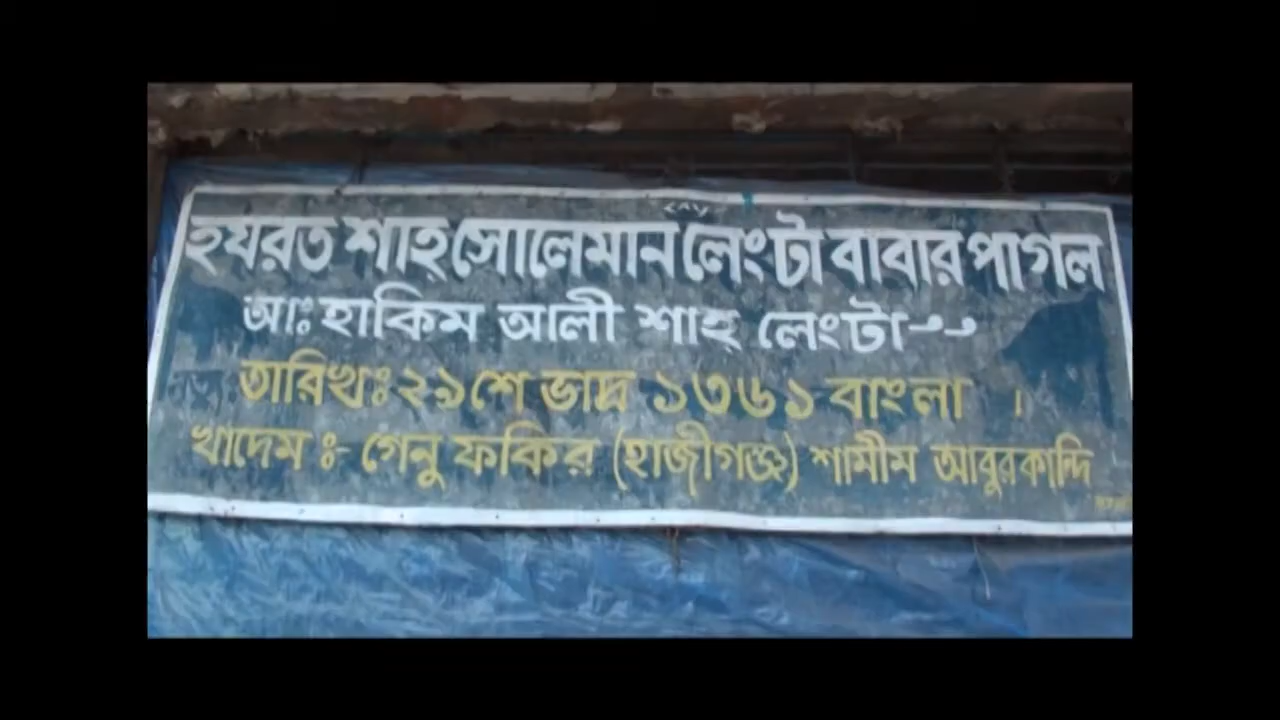 হযরত শাহ সোলেমান লেংটা বাবার পাগল
আঃ হাকিম আলী শাহ লেংটা
তারিখঃ ২৯শে ভাদ্র ১৩৬১ বাংলা ।
খাদেম ঃ- গেনু ফকির (হাজীগঞ্জ) শামীম আবুরকান্দি